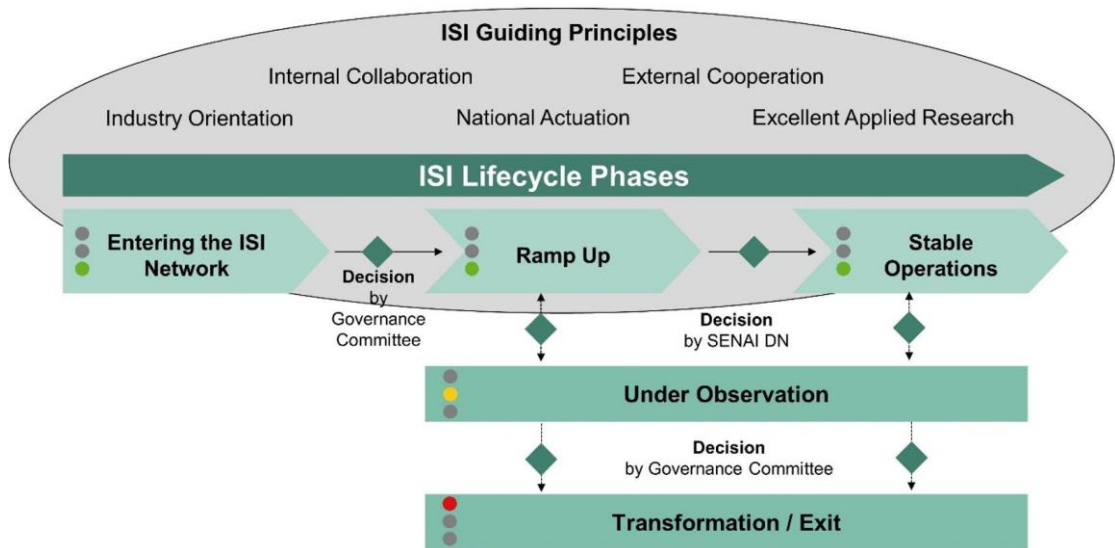 ISI Guiding Principles
Internal Collaboration
External Cooperation
Industry Orientation
National Actuation
Excellent Applied Research
ISI Lifecycle Phases
Entering the ISI
Network
Decision
by
Governance
Committee
Ramp Up
Stable
Operations
Decision
by SENAI DN
Under Observation
Decision
by Governance Committee
Transformation / Exit